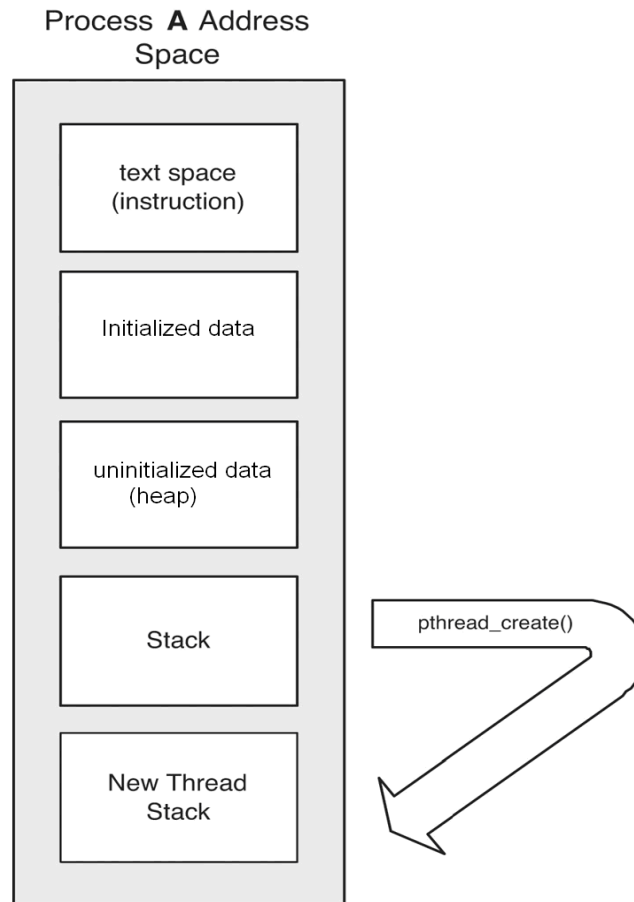 Process A Address
Space
text space
(instruction)
Initialized data
uninitialized data
(heap)
Stack
pthread_create()
New Thread
Stack